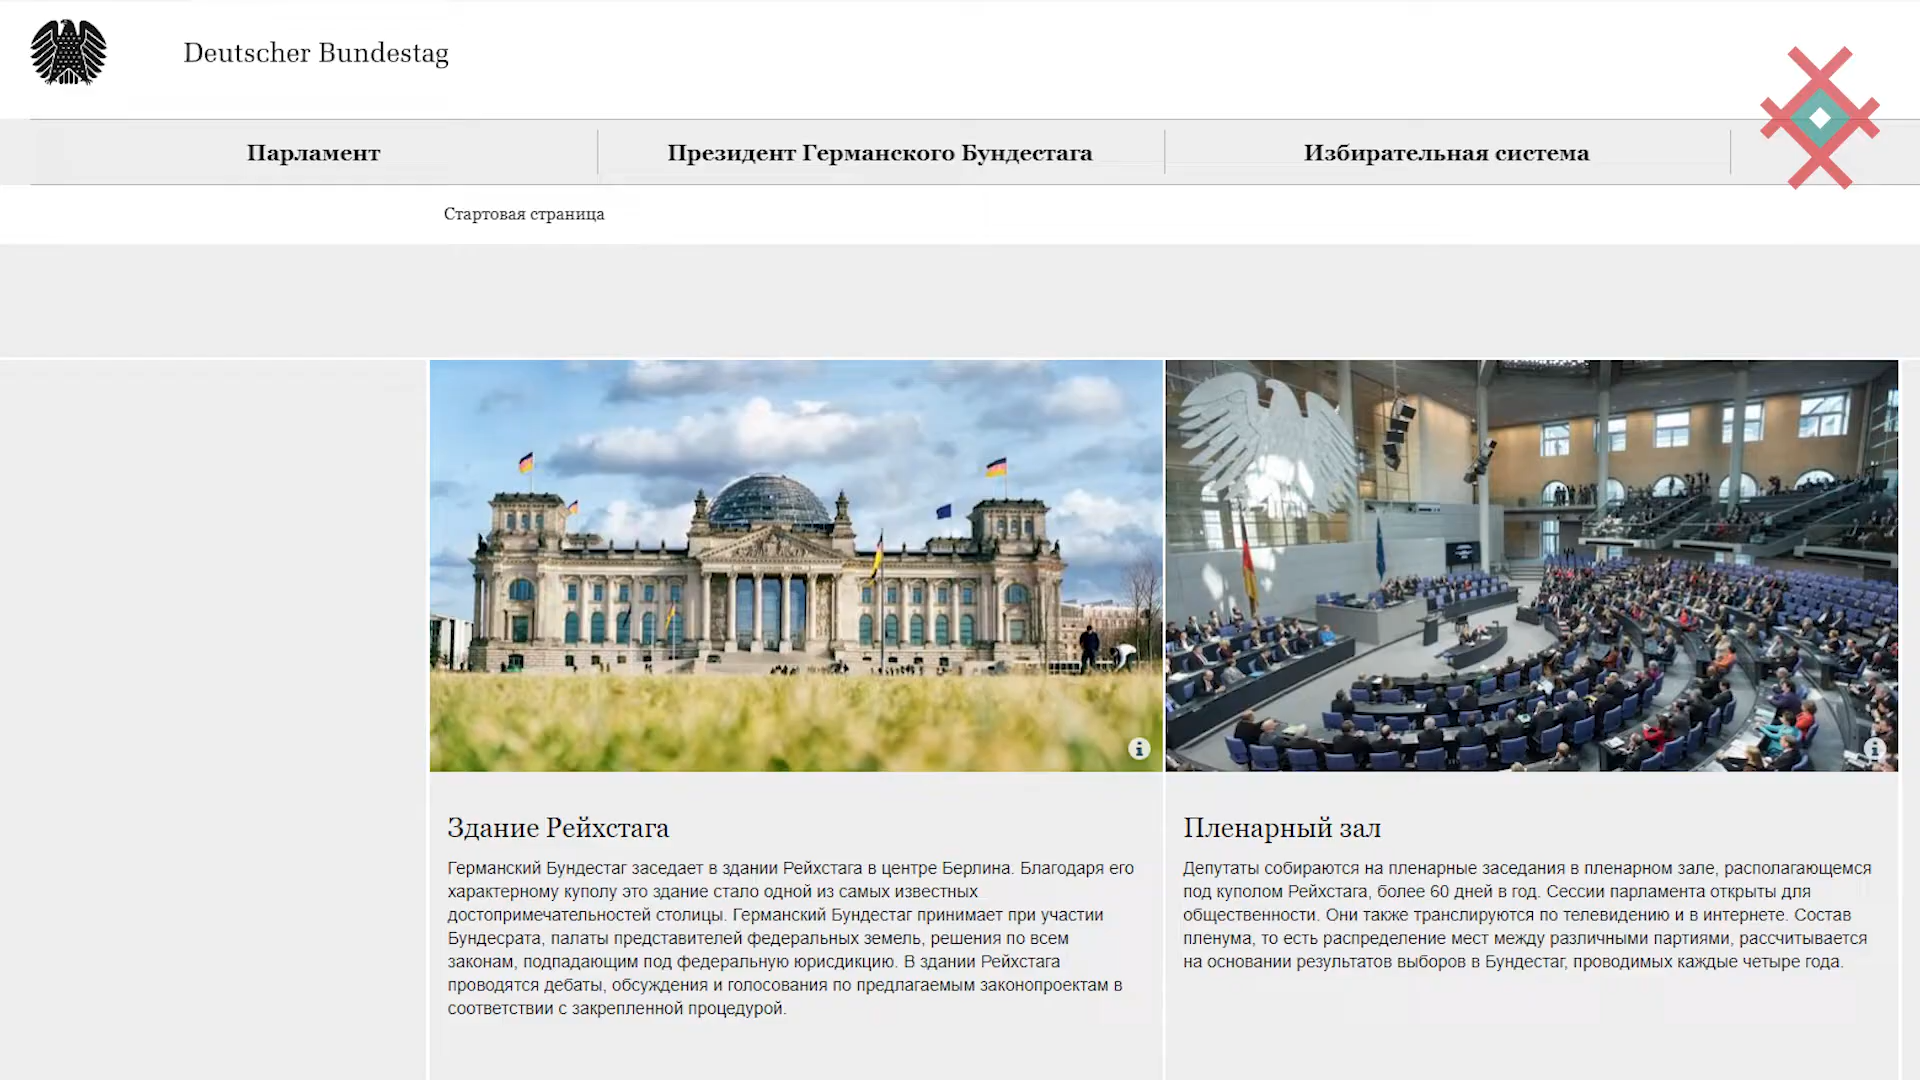 Deutscher Bundestag
Парламент
Президент Германского Бундестага
Избирательная система
Стартовая страница
Здание Рейхстага
Германский Бундестаг заседает в здании Рейхстага в центре Берлина. Благодаря его
характерному куполу это здание стало одной из самых известных
достопримечательностей столицы. Германский Бундестаг принимает при участии
Бундесрата, палаты представителей федеральных земель, решения по всем
законам, подпадающим под федеральную юрисдикцию. В здании Рейхстага
проводятся дебаты, обсуждения и голосования по предлагаемым законопроектам в
соответствии с закрепленной процедурой.
Пленарный зал
Депутаты собираются на пленарные заседания в пленарном зале, располагающемся
под куполом Рейхстага, более 60 дней в год. Сессии парламента открыты для
общественности. Они также транслируются по телевидению и в интернете. Состав
пленума, то есть распределение мест между различными партиями, рассчитывается
на основании результатов выборов в Бундестаг, проводимых каждые четыре года.